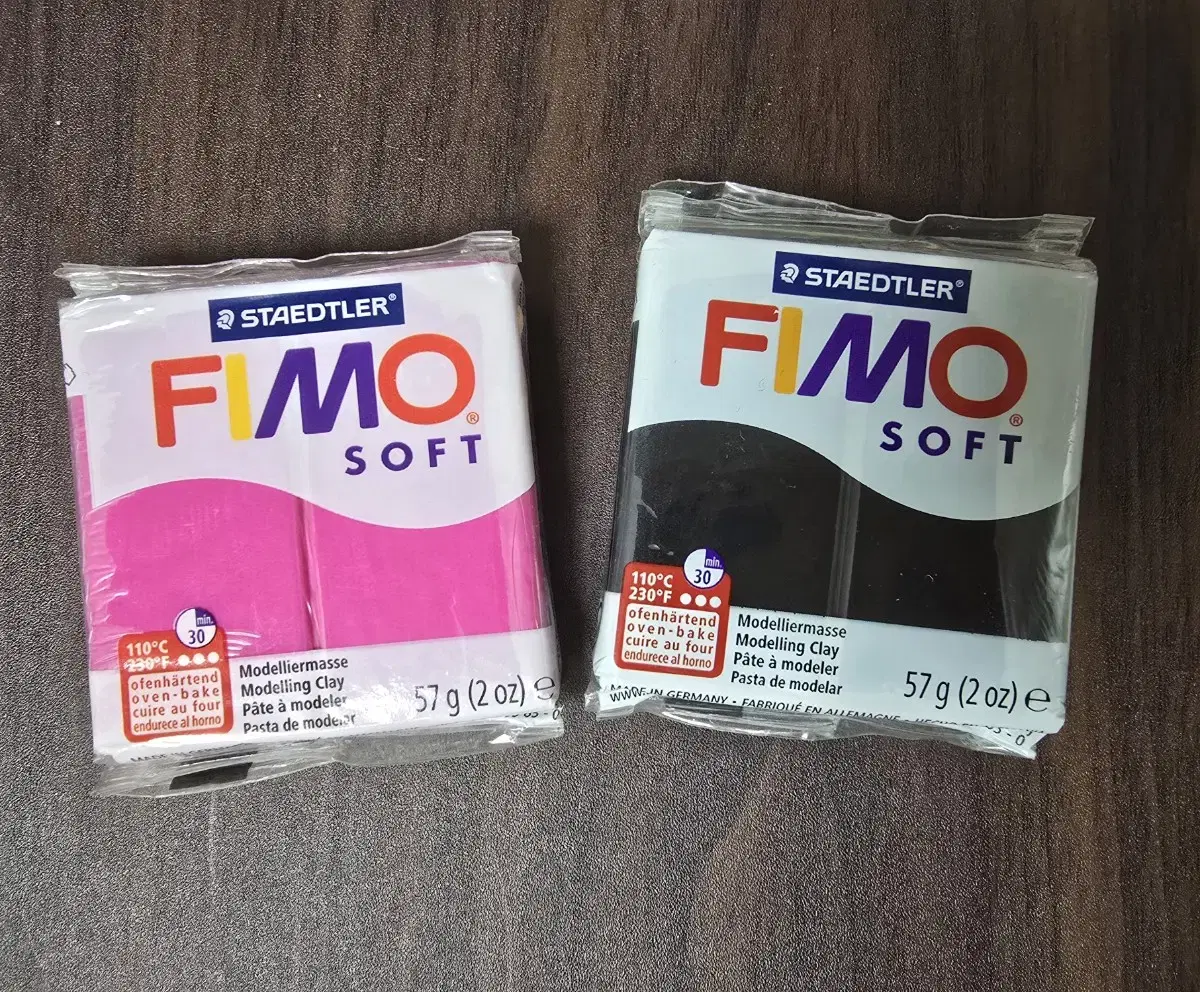 STAEDTLER®
FIMO®
SOFT
min.
30
110°C
230°F
ofenhärtend
oven-bake
cuire au four
endurece al horno
Modelliermasse
Modelling Clay
Pâte à modeler
Pasta de modelar
57 g (2 oz) ℮
STAEDTLER®
FIMO®
SOFT
min.
30
110°C
230°F
ofenhärtend
oven-bake
cuire au four
endurece al horno
Modelliermasse
Modelling Clay
Pâte à modeler
Pasta de modelar
57 g (2 oz) ℮
MADE IN GERMANY - FABRIQUÉ EN ALLEMAGNE